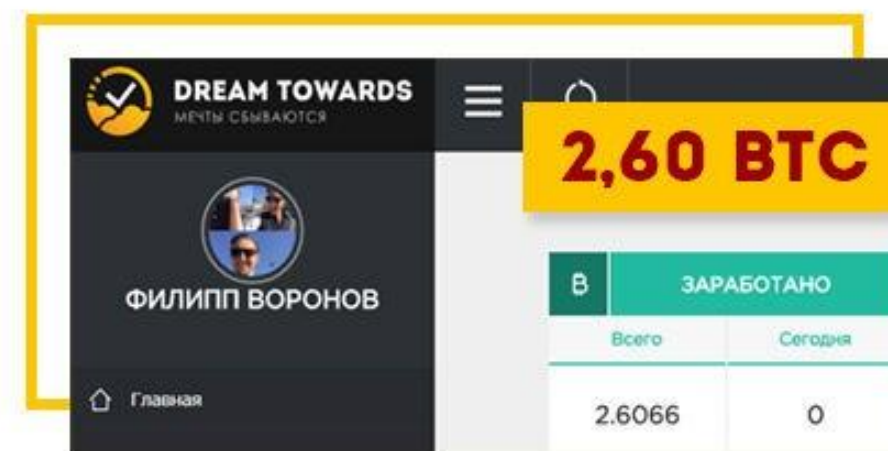 DREAM TOWARDS
МЕЧТЫ СБЫВАЮТСЯ
2,60 BTC
ФИЛИПП ВОРОНОВ
B ЗАРАБОТАНО
Всего Сегодня
Главная
2.6066 0